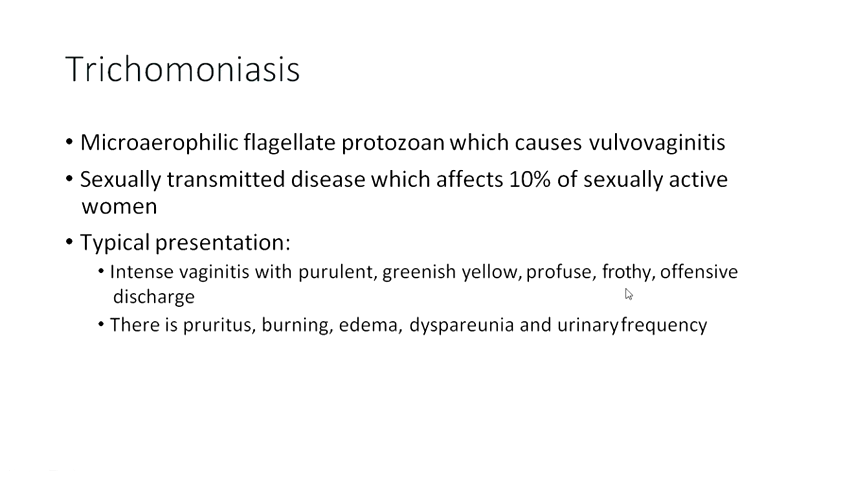 Trichomoniasis
• Microaerophilic flagellate protozoan which causes vulvovaginitis
• Sexually transmitted disease which affects 10% of sexually active
women
• Typical presentation:
• Intense vaginitis with purulent, greenish yellow, profuse, frothy, offensive
discharge
• There is pruritus, burning, edema, dyspareunia and urinary frequency